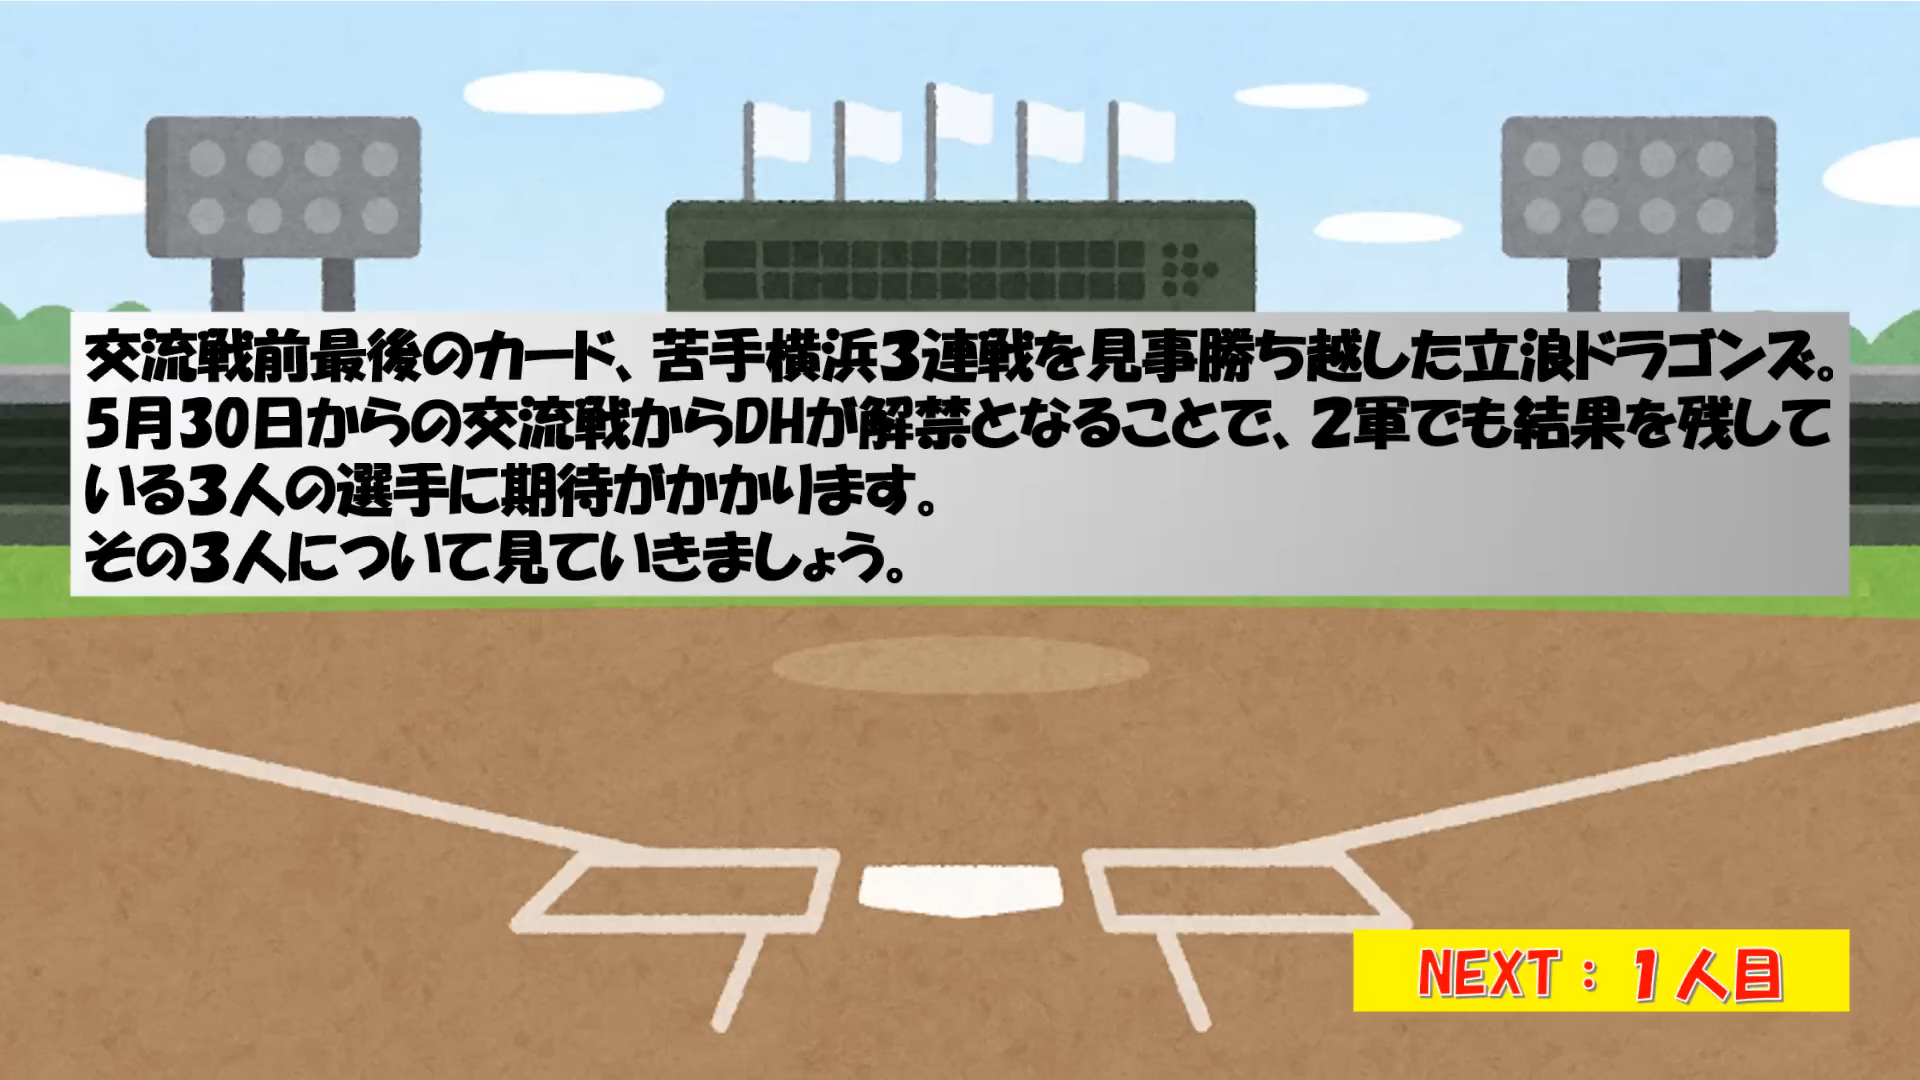 交流戦前最後のカード、苦手横浜３連戦を見事勝ち越した立浪ドラゴンズ。
5月30日からの交流戦からDHが解禁となることで、２軍でも結果を残して
いる３人の選手に期待がかかります。
その３人について見ていきましょう。
NEXT：１人目